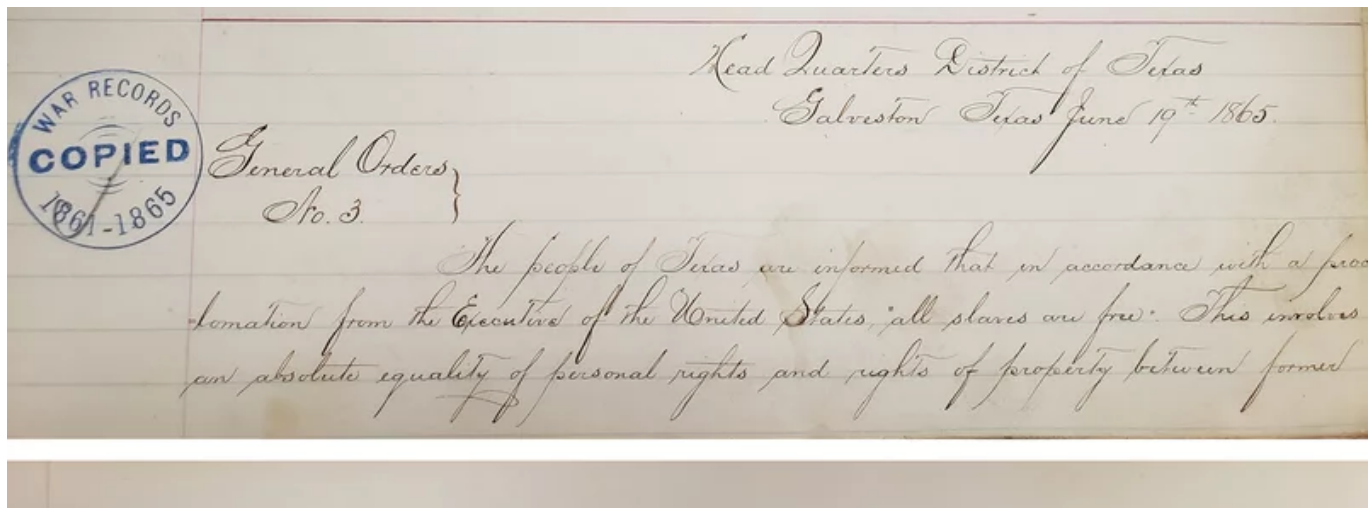 Head Quarters District of Texas
Galveston Texas June 19th 1865.
WAR RECORDS
COPIED
1861-1865
General Orders
No. 3.
The people of Texas are informed that in accordance with a proc
lamation from the Executive of the United States, "all slaves are free". This involves
an absolute equality of personal rights and rights of property between former